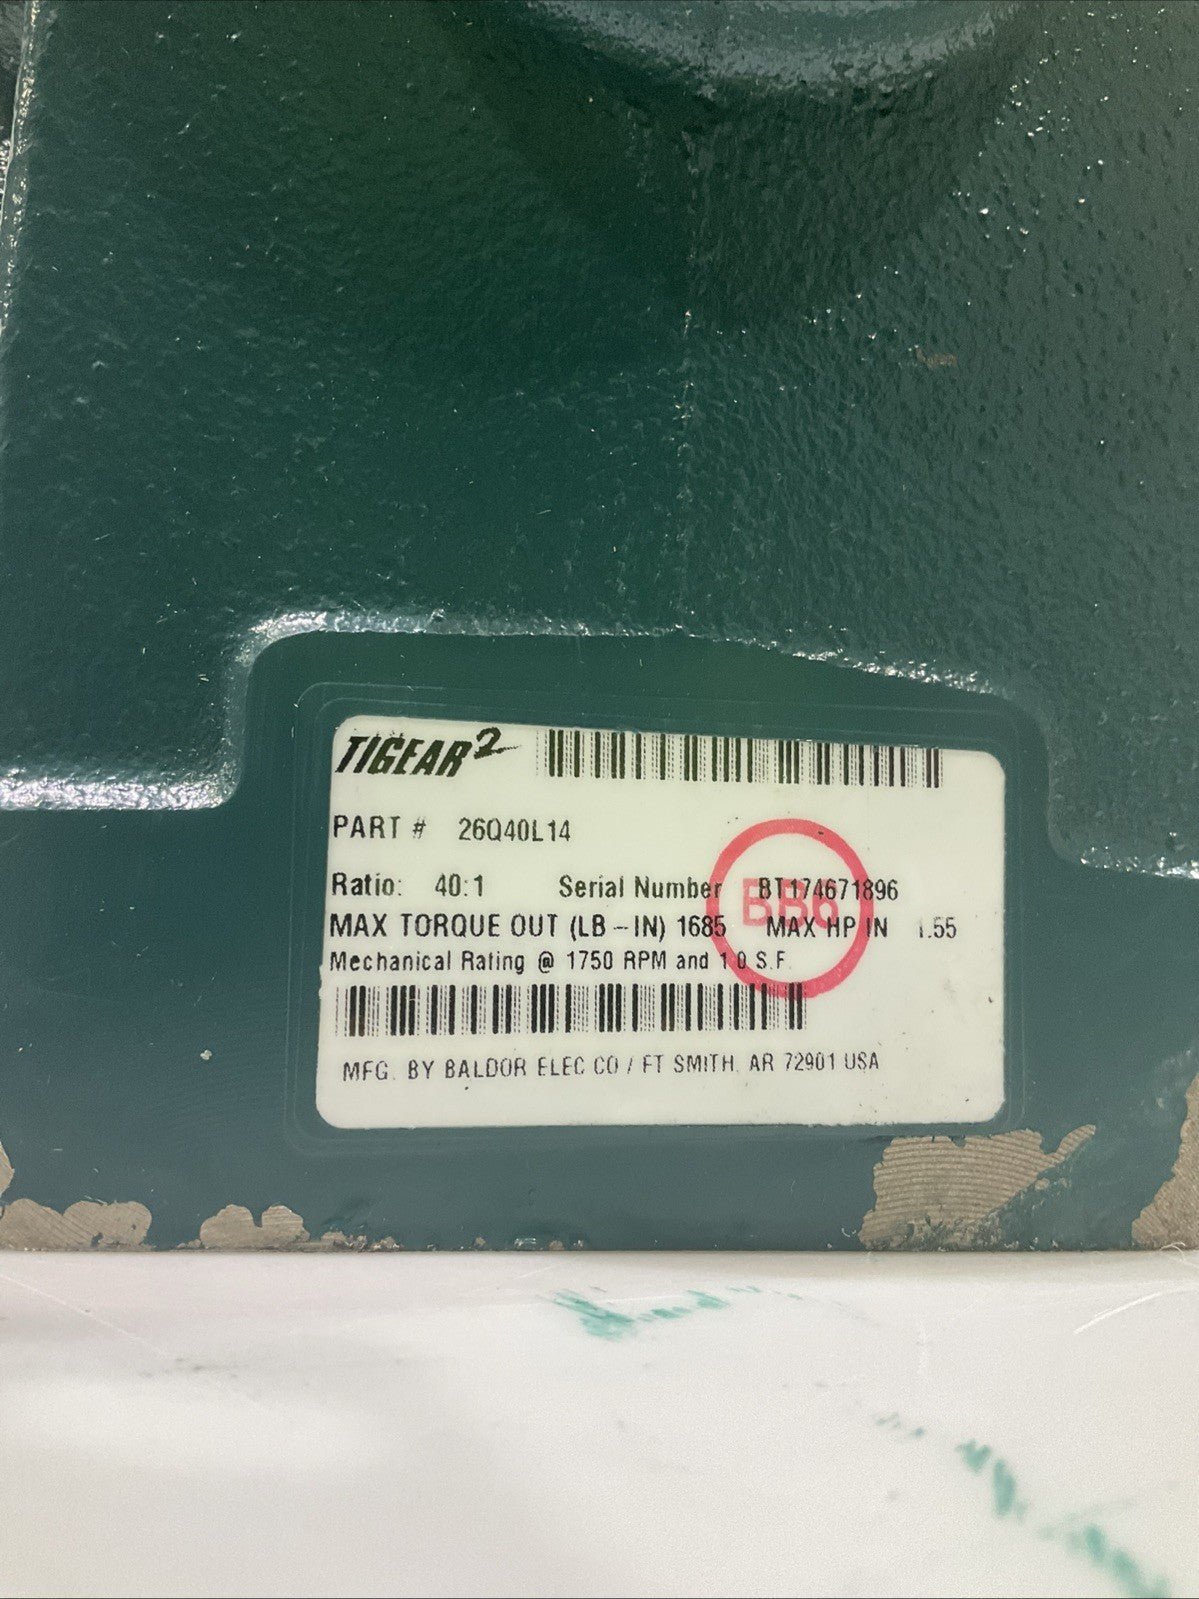 TIGEAR2
PART # 26Q40L14
Ratio: 40:1 Serial Number BT174671896
MAX TORQUE OUT (LB-IN) 1685 MAX HP IN 1.55
Mechanical Rating @ 1750 RPM and 1.0 S.F.
MFG. BY BALDOR ELEC CO / FT SMITH, AR 72901 USA
BB6